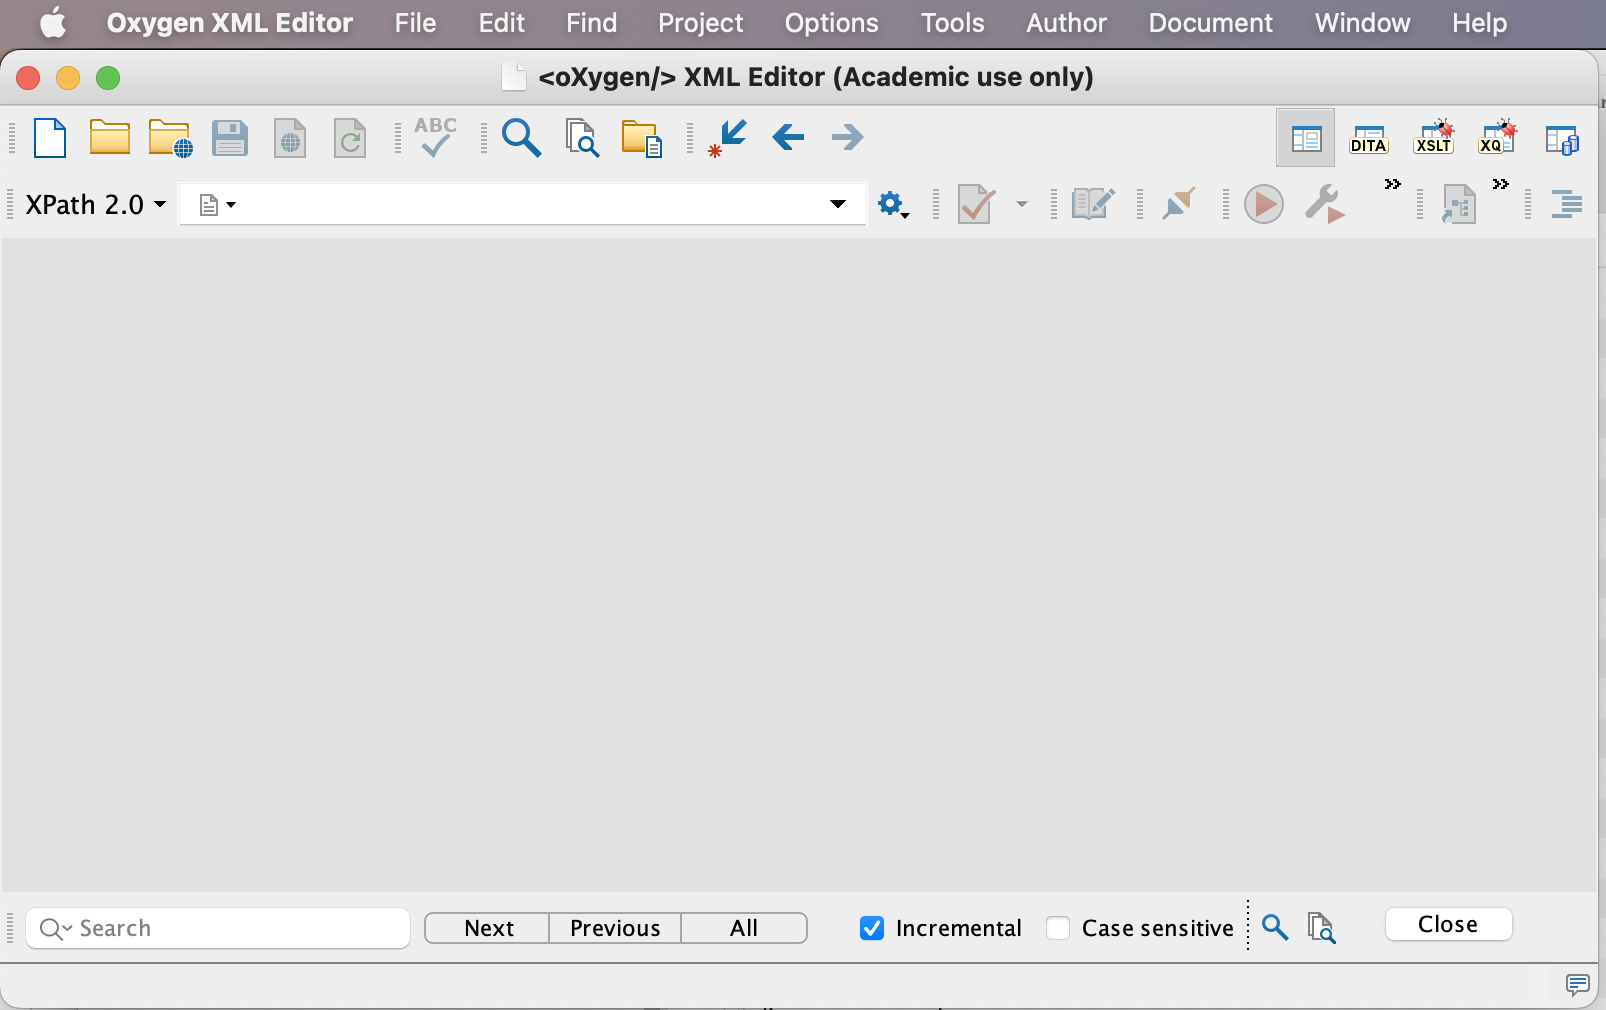 Oxygen XML Editor File Edit Find Project Options Tools Author Document Window Help
<oXygen/> XML Editor (Academic use only)
ABC
DITA XSLT XQ
XPath 2.0
Search Next Previous All Incremental Case sensitive Close